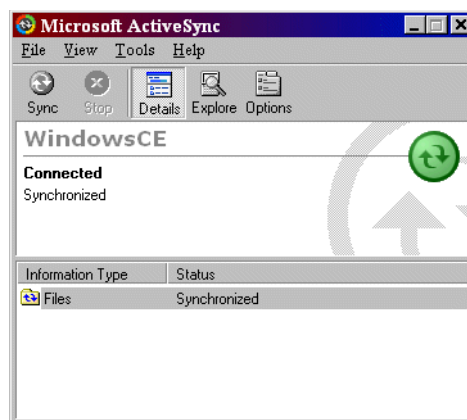 Microsoft ActiveSync
File View Tools Help
Sync Stop Details Explore Options
WindowsCE
Connected
Synchronized
Information Type Status
Files Synchronized